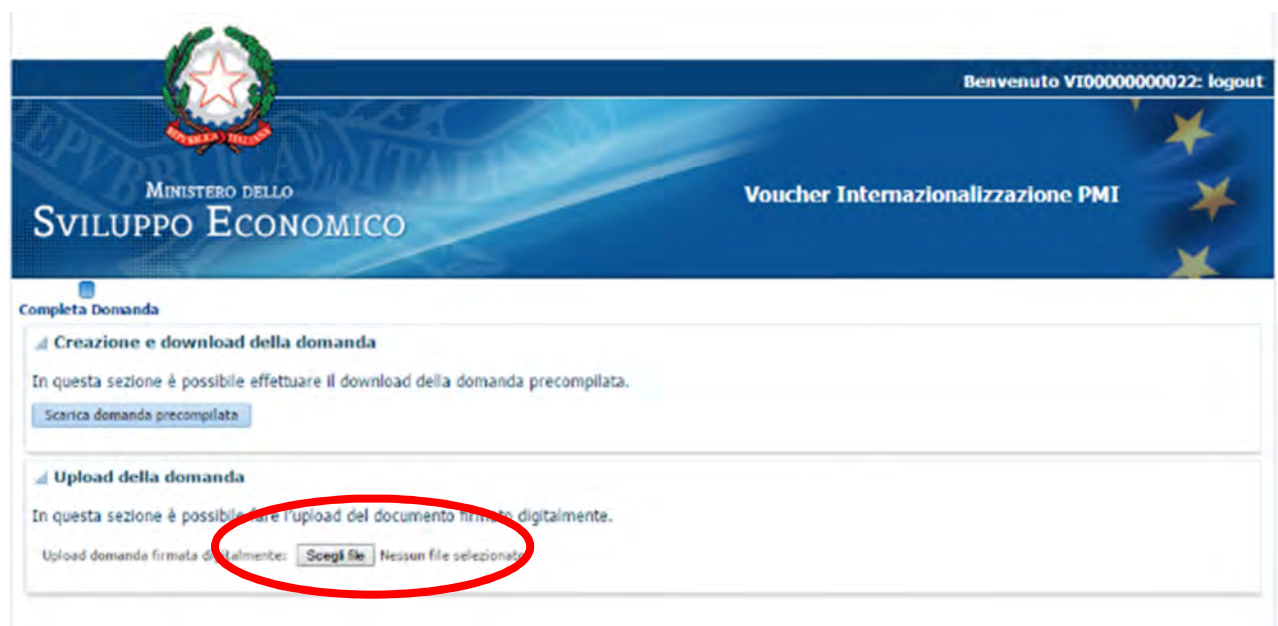 Benvenuto VI00000000022: logout
REPVBBLICA ITALIANA
MINISTERO DELLO
SVILUPPO ECONOMICO
Voucher Internazionalizzazione PMI
Completa Domanda
Creazione e download della domanda
In questa sezione è possibile effettuare il download della domanda precompilata.
Scarica domanda precompilata
Upload della domanda
In questa sezione è possibile fare l'upload del documento firmato digitalmente.
Upload domanda firmata digitalmente: Scegli file Nessun file selezionato